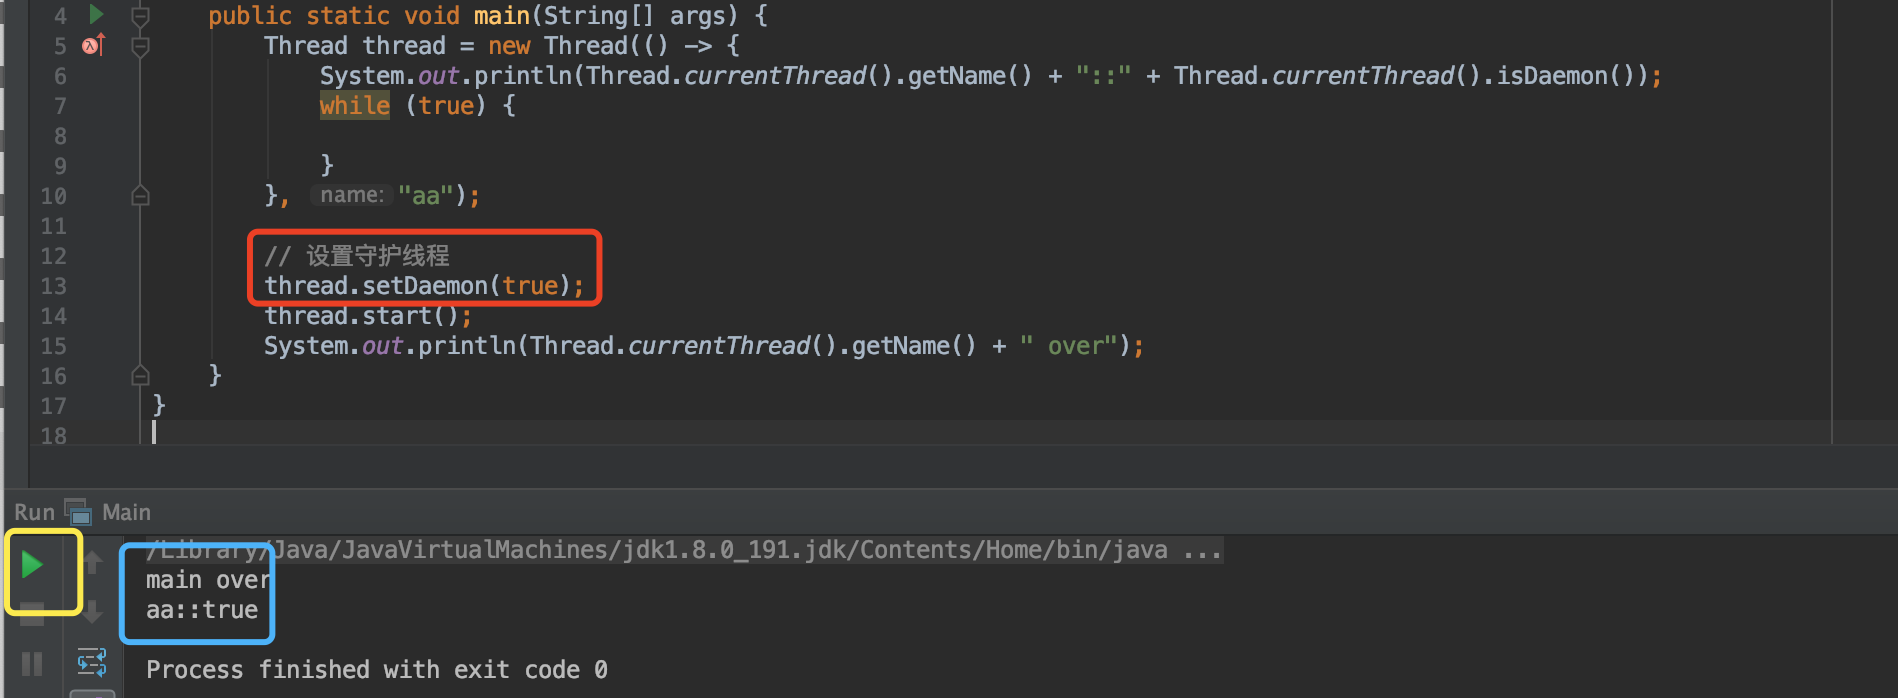 4 public static void main(String[] args) {
5 Thread thread = new Thread(() -> {
6 System.out.println(Thread.currentThread().getName() + "::" + Thread.currentThread().isDaemon());
7 while (true) {
8
9 }
10 }, name: "aa");
11
12 // 设置守护线程
13 thread.setDaemon(true);
14 thread.start();
15 System.out.println(Thread.currentThread().getName() + " over");
16 }
17 }
18
Run Main
/Library/Java/JavaVirtualMachines/jdk1.8.0_191.jdk/Contents/Home/bin/java ...
main over
aa::true
Process finished with exit code 0